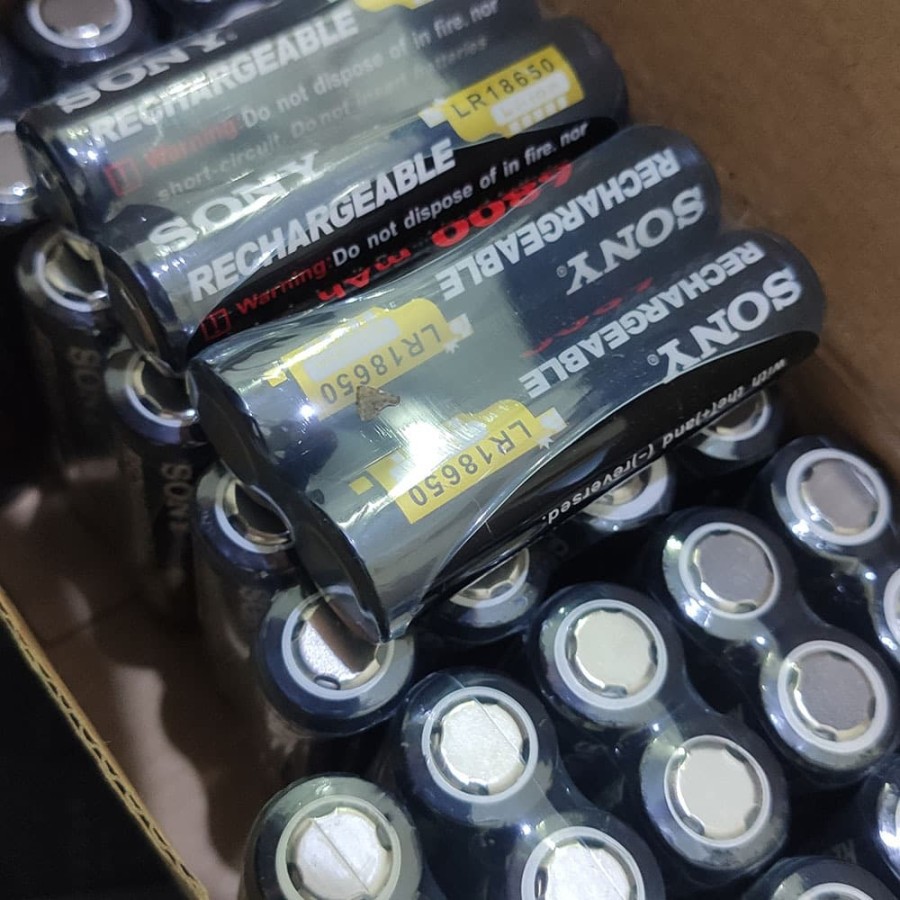 SONY
RECHARGEABLE
Warning: Do not dispose of in fire. nor
short-circuit. Do not
LR18650
SONY
RECHARGEABLE
Warning: Do not dispose of in fire. nor
mAh
SONY®
RECHARGEABLE
LR18650
SONY®
RECHARGEABLE
LR18650
with the(+)and (-)reversed.